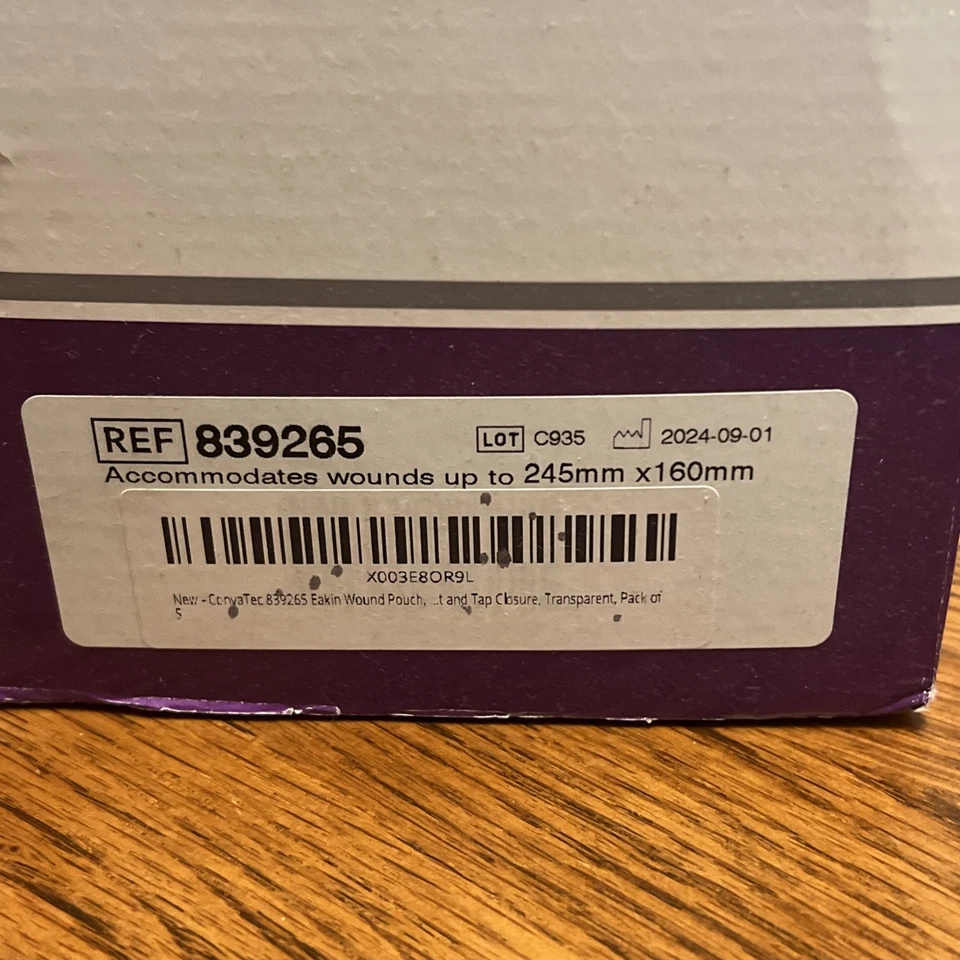 REF 839265 LOT C935 2024-09-01
Accommodates wounds up to 245mm x160mm
X003E8OR9L
New - ConvaTec 839265 Eakin Wound Pouch, ...t and Tap Closure, Transparent, Pack of
5